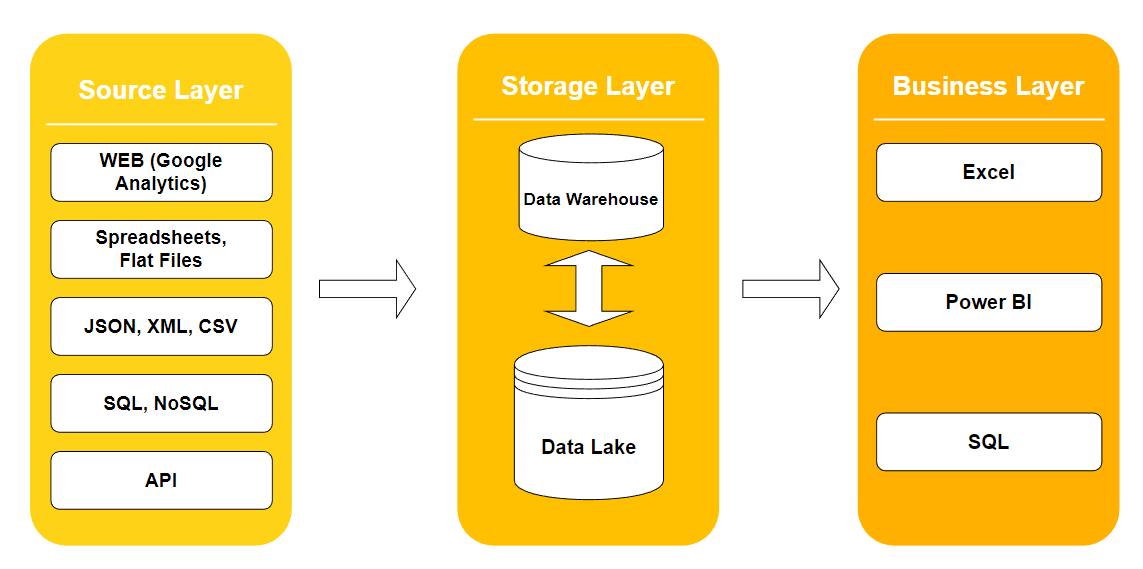 Source Layer
WEB (Google
Analytics)
Spreadsheets,
Flat Files
JSON, XML, CSV
SQL, NoSQL
API
Storage Layer
Data Warehouse
Data Lake
Business Layer
Excel
Power BI
SQL